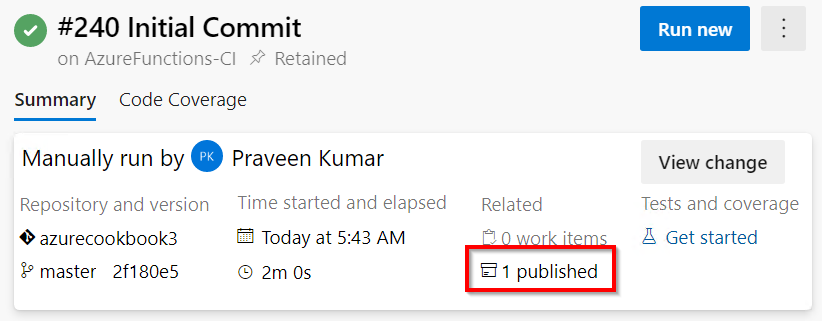 #240 Initial Commit
Run new
on AzureFunctions-CI Retained
Summary Code Coverage
Manually run by PK Praveen Kumar
View change
Repository and version
azurecookbook3
master 2f180e5
Time started and elapsed
Today at 5:43 AM
2m 0s
Related
0 work items
1 published
Tests and coverage
Get started